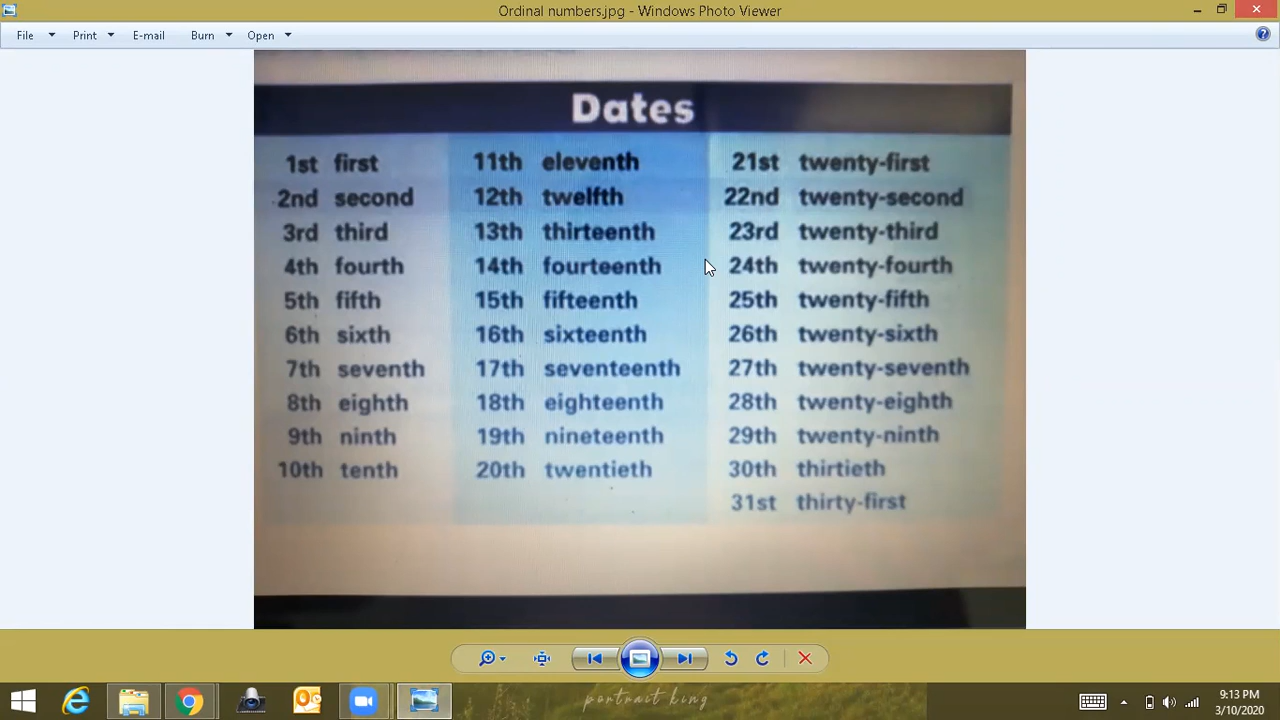 Ordinal numbers.jpg - Windows Photo Viewer
File Print E-mail Burn Open
Dates
1st first
2nd second
3rd third
4th fourth
5th fifth
6th sixth
7th seventh
8th eighth
9th ninth
10th tenth
11th eleventh
12th twelfth
13th thirteenth
14th fourteenth
15th fifteenth
16th sixteenth
17th seventeenth
18th eighteenth
19th nineteenth
20th twentieth
21st twenty-first
22nd twenty-second
23rd twenty-third
24th twenty-fourth
25th twenty-fifth
26th twenty-sixth
27th twenty-seventh
28th twenty-eighth
29th twenty-ninth
30th thirtieth
31st thirty-first
portrait king
9:13 PM
3/10/2020